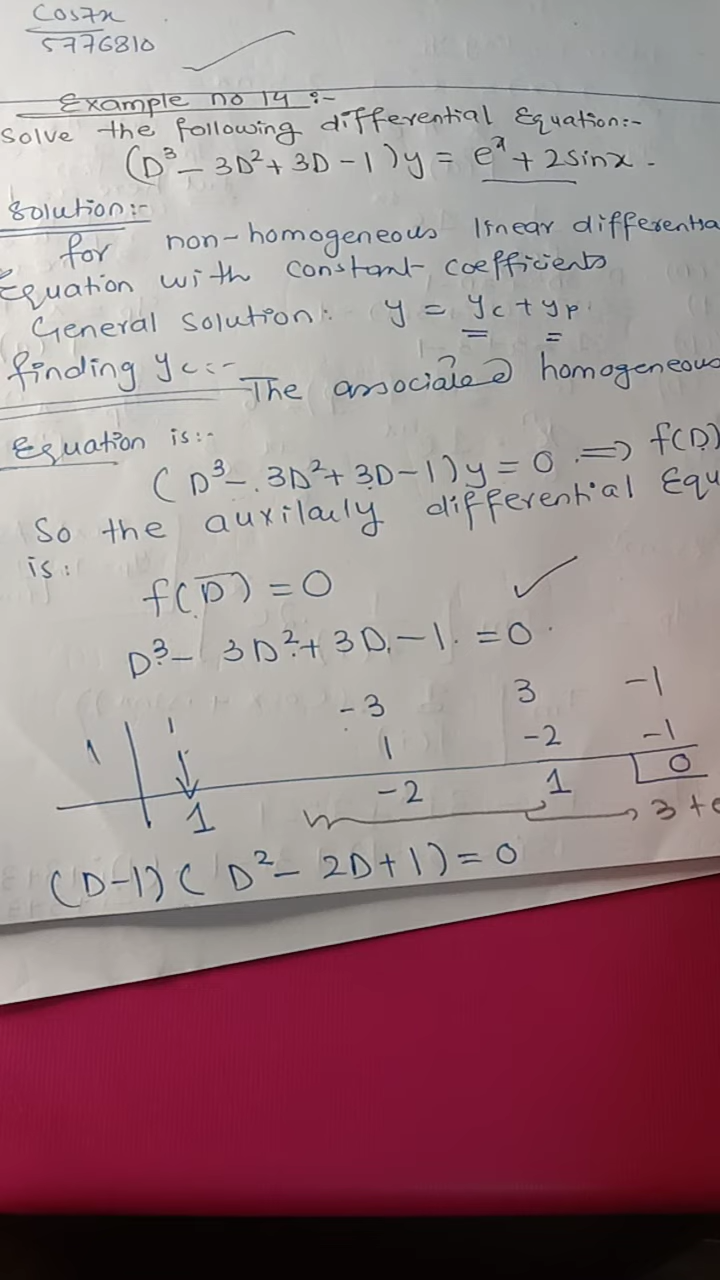 Cos7x
5776810
Example no 14 :-
Solve the following differential Equation:-
(D³ - 3D² + 3D - 1)y = eˣ + 2sinx -
Solution:-
for non-homogeneous linear differentia
Equation with constant coefficients
General Solution: y = yc + yp.
finding yc:- The associated homogeneous
Equation is:-
(D³ - 3D² + 3D - 1)y = 0 ⇒ f(D)
So the auxilaly differential Equ
is:
f(D) = 0
D³ - 3D² + 3D - 1 = 0
1 1 -3 3 -1
1 -2 -1
1 -2 1 0
3 te
(D-1) ( D² - 2D + 1) = 0